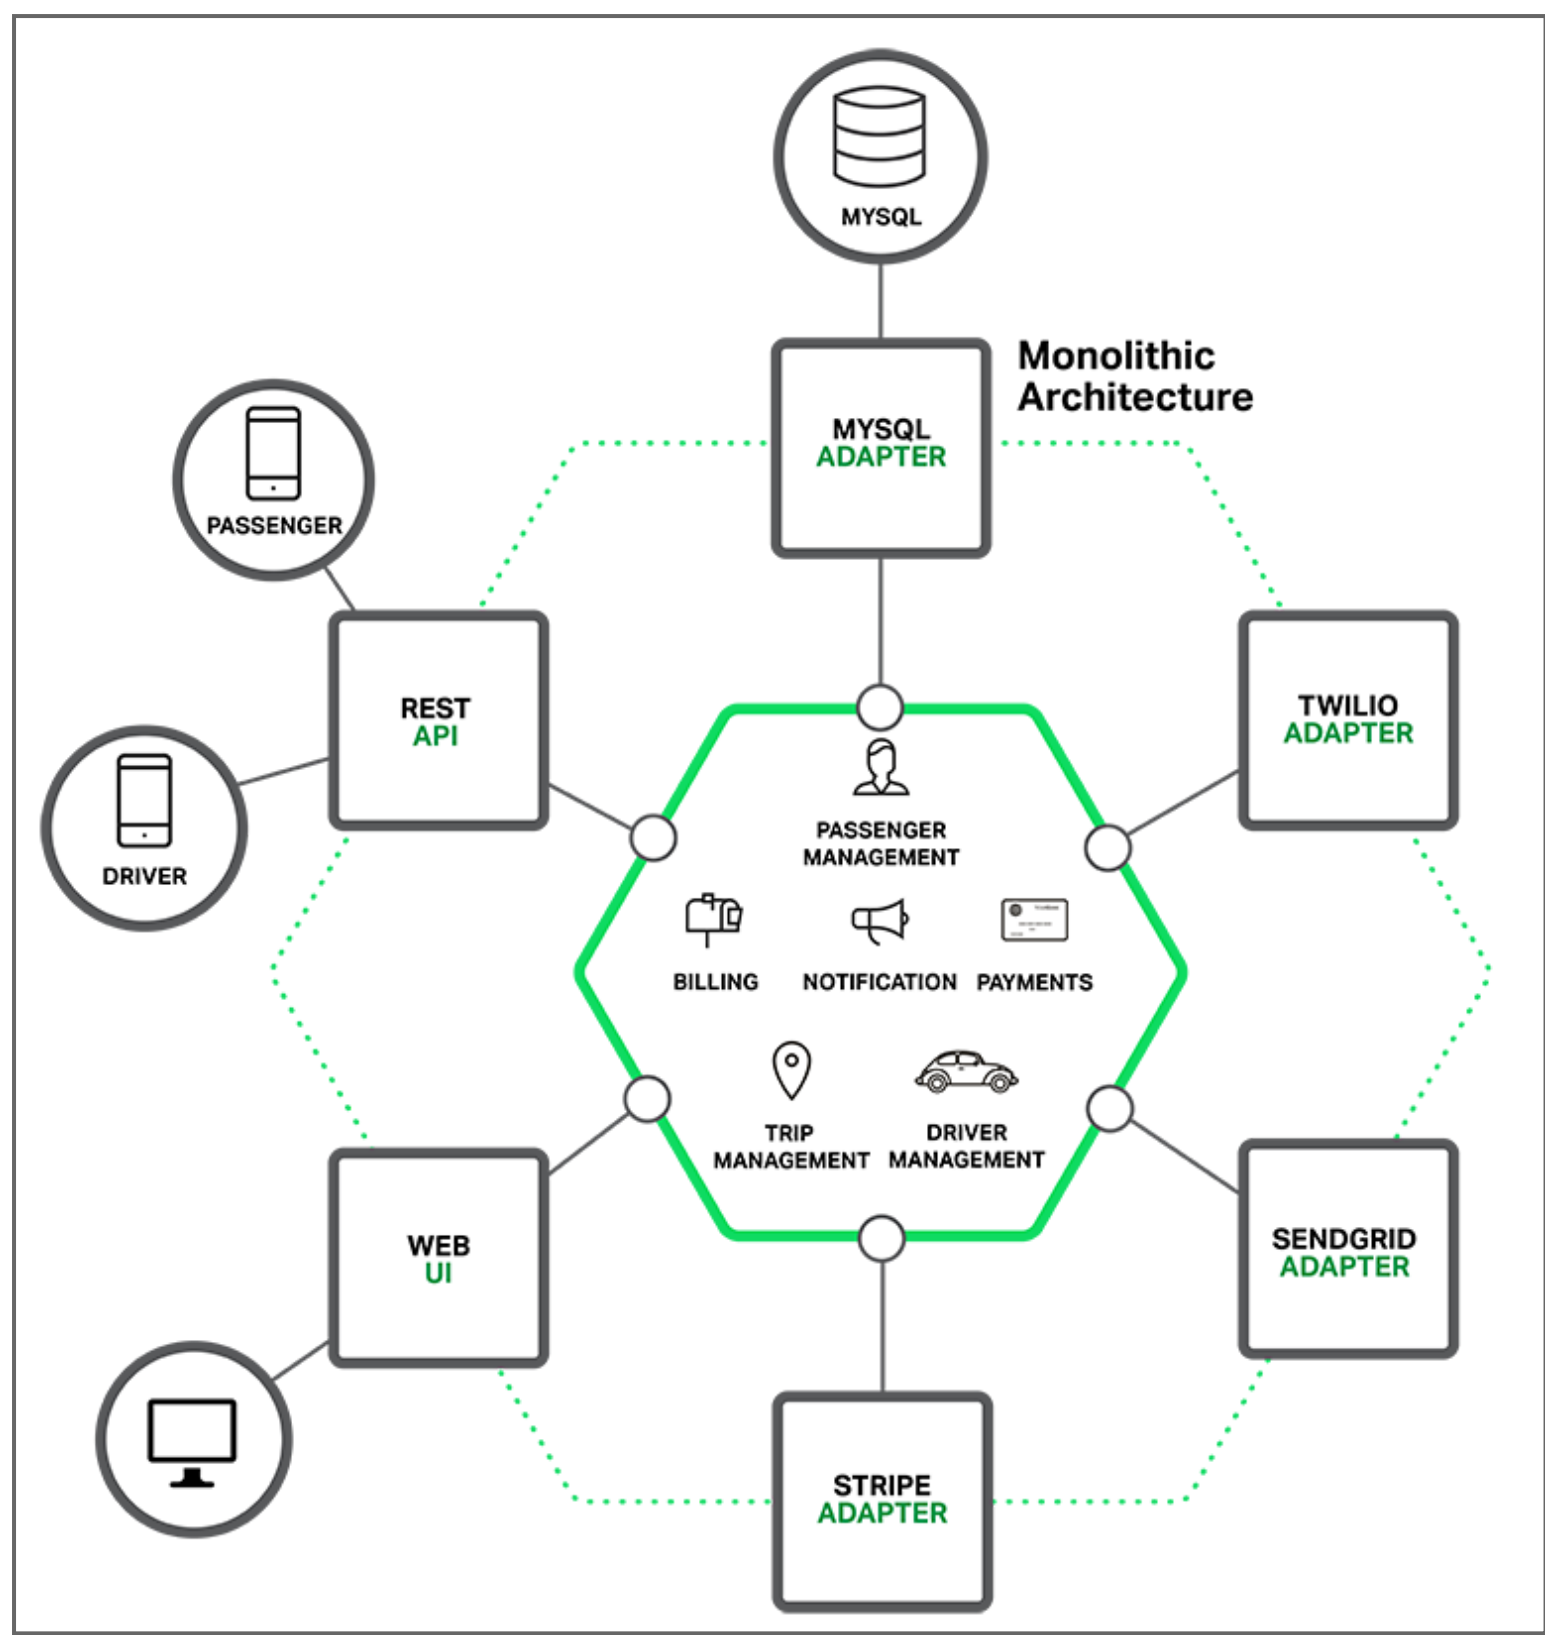 MYSQL
Monolithic
Architecture
MYSQL
ADAPTER
PASSENGER
REST
API
TWILIO
ADAPTER
DRIVER
PASSENGER
MANAGEMENT
BILLING
NOTIFICATION
PAYMENTS
TRIP
MANAGEMENT
DRIVER
MANAGEMENT
WEB
UI
SENDGRID
ADAPTER
STRIPE
ADAPTER